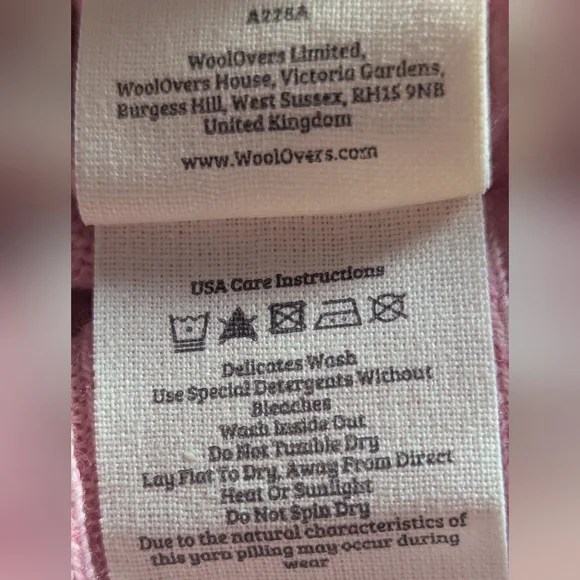 A228A
WoolOvers Limited,
WoolOvers House, Victoria Gardens,
Burgess Hill, West Sussex, RH15 9NB
United Kingdom
www.WoolOvers.com
USA Care Instructions
Delicates Wash
Use Special Detergents Without
Bleaches
Wash Inside Out
Do Not Tumble Dry
Lay Flat To Dry, Away From Direct
Heat Or Sunlight
Do Not Spin Dry
Due to the natural characteristics of
this yarn pilling may occur during
wear